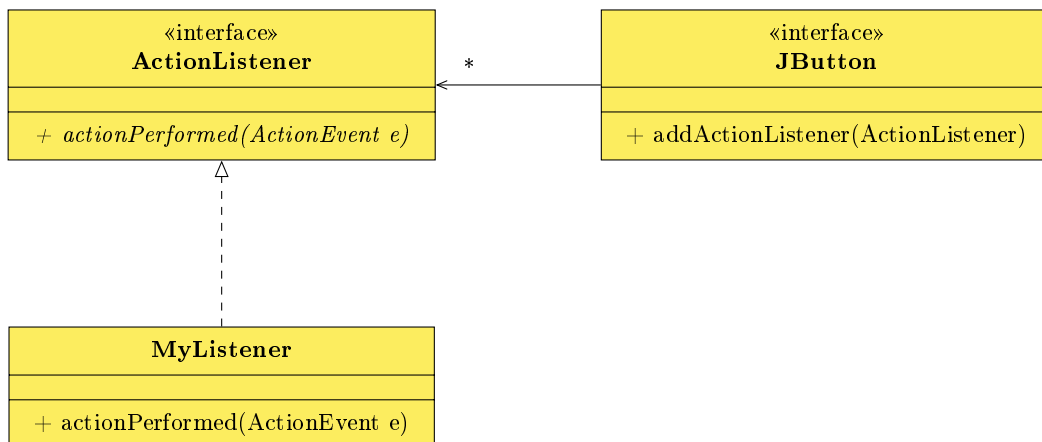 «interface»
ActionListener
+ actionPerformed(ActionEvent e)
*
«interface»
JButton
+ addActionListener(ActionListener)
MyListener
+ actionPerformed(ActionEvent e)